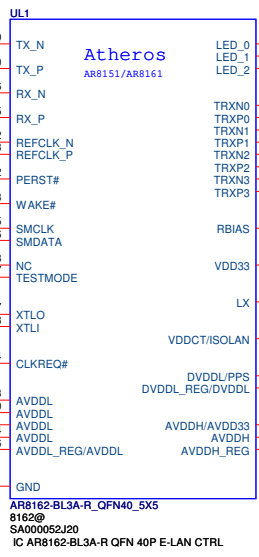 UL1
Atheros
AR8151/AR8161
TX_N
TX_P
RX_N
RX_P
REFCLK_N
REFCLK_P
PERST#
WAKE#
SMCLK
SMDATA
NC
TESTMODE
XTLO
XTLI
CLKREQ#
AVDDL
AVDDL
AVDDL
AVDDL
AVDDL_REG/AVDDL
GND
LED_0
LED_1
LED_2
TRXN0
TRXP0
TRXN1
TRXP1
TRXN2
TRXP2
TRXN3
TRXP3
RBIAS
VDD33
LX
VDDCT/ISOLAN
DVDDL/PPS
DVDDL_REG/DVDDL
AVDDH/AVDD33
AVDDH
AVDDH_REG
AR8162-BL3A-R_QFN40_5X5
8162@
SA000052J20
IC AR8162-BL3A-R QFN 40P E-LAN CTRL